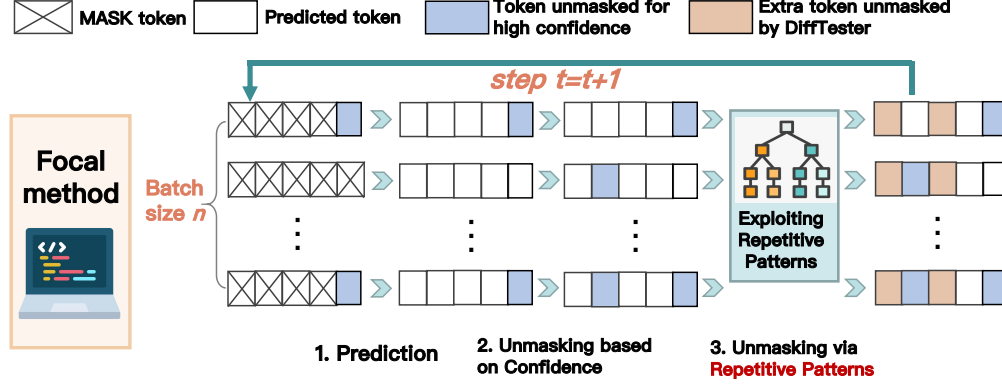 MASK token
Predicted token
Token unmasked for
high confidence
Extra token unmasked
by DiffTester
step t=t+1
Focal
method
</>
Batch
size n
Exploiting
Repetitive
Patterns
1. Prediction
2. Unmasking based
on Confidence
3. Unmasking via
Repetitive Patterns